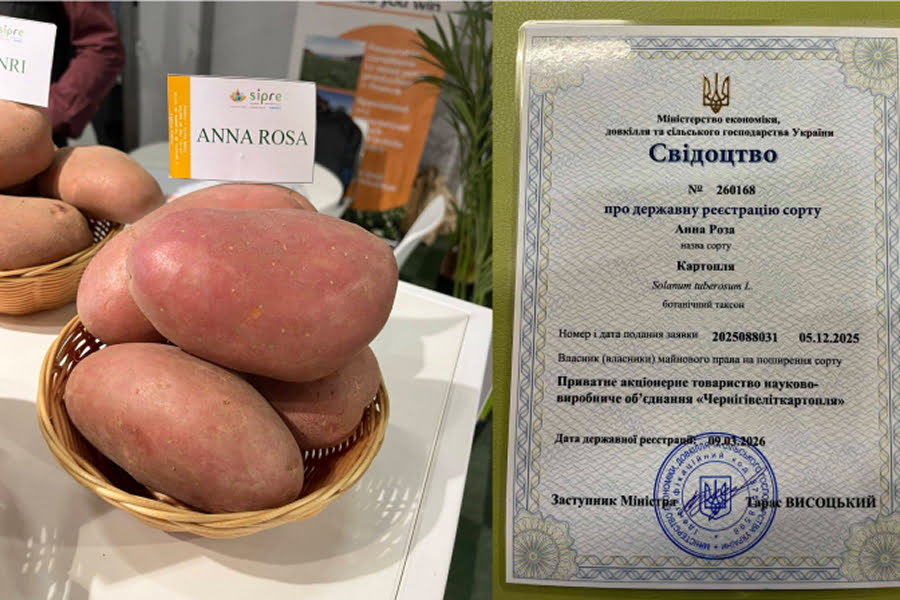 sipre
NRI
sipre
ANNA ROSA
you win
Міністерство економіки,
довкілля та сільського господарства України
Свідоцтво
№ 260168
про державну реєстрацію сорту
Анна Роза
назва сорту
Картопля
Solanum tuberosum L.
ботанічний таксон
Номер і дата подання заявки 2025088031 05.12.2025
Власник (власники) майнового права на поширення сорту
Приватне акціонерне товариство науково-
виробниче об’єднання «Чернігівеліткартопля»
Дата державної реєстрації: 09.03.2026
Заступник Міністра Тарас ВИСОЦЬКИЙ